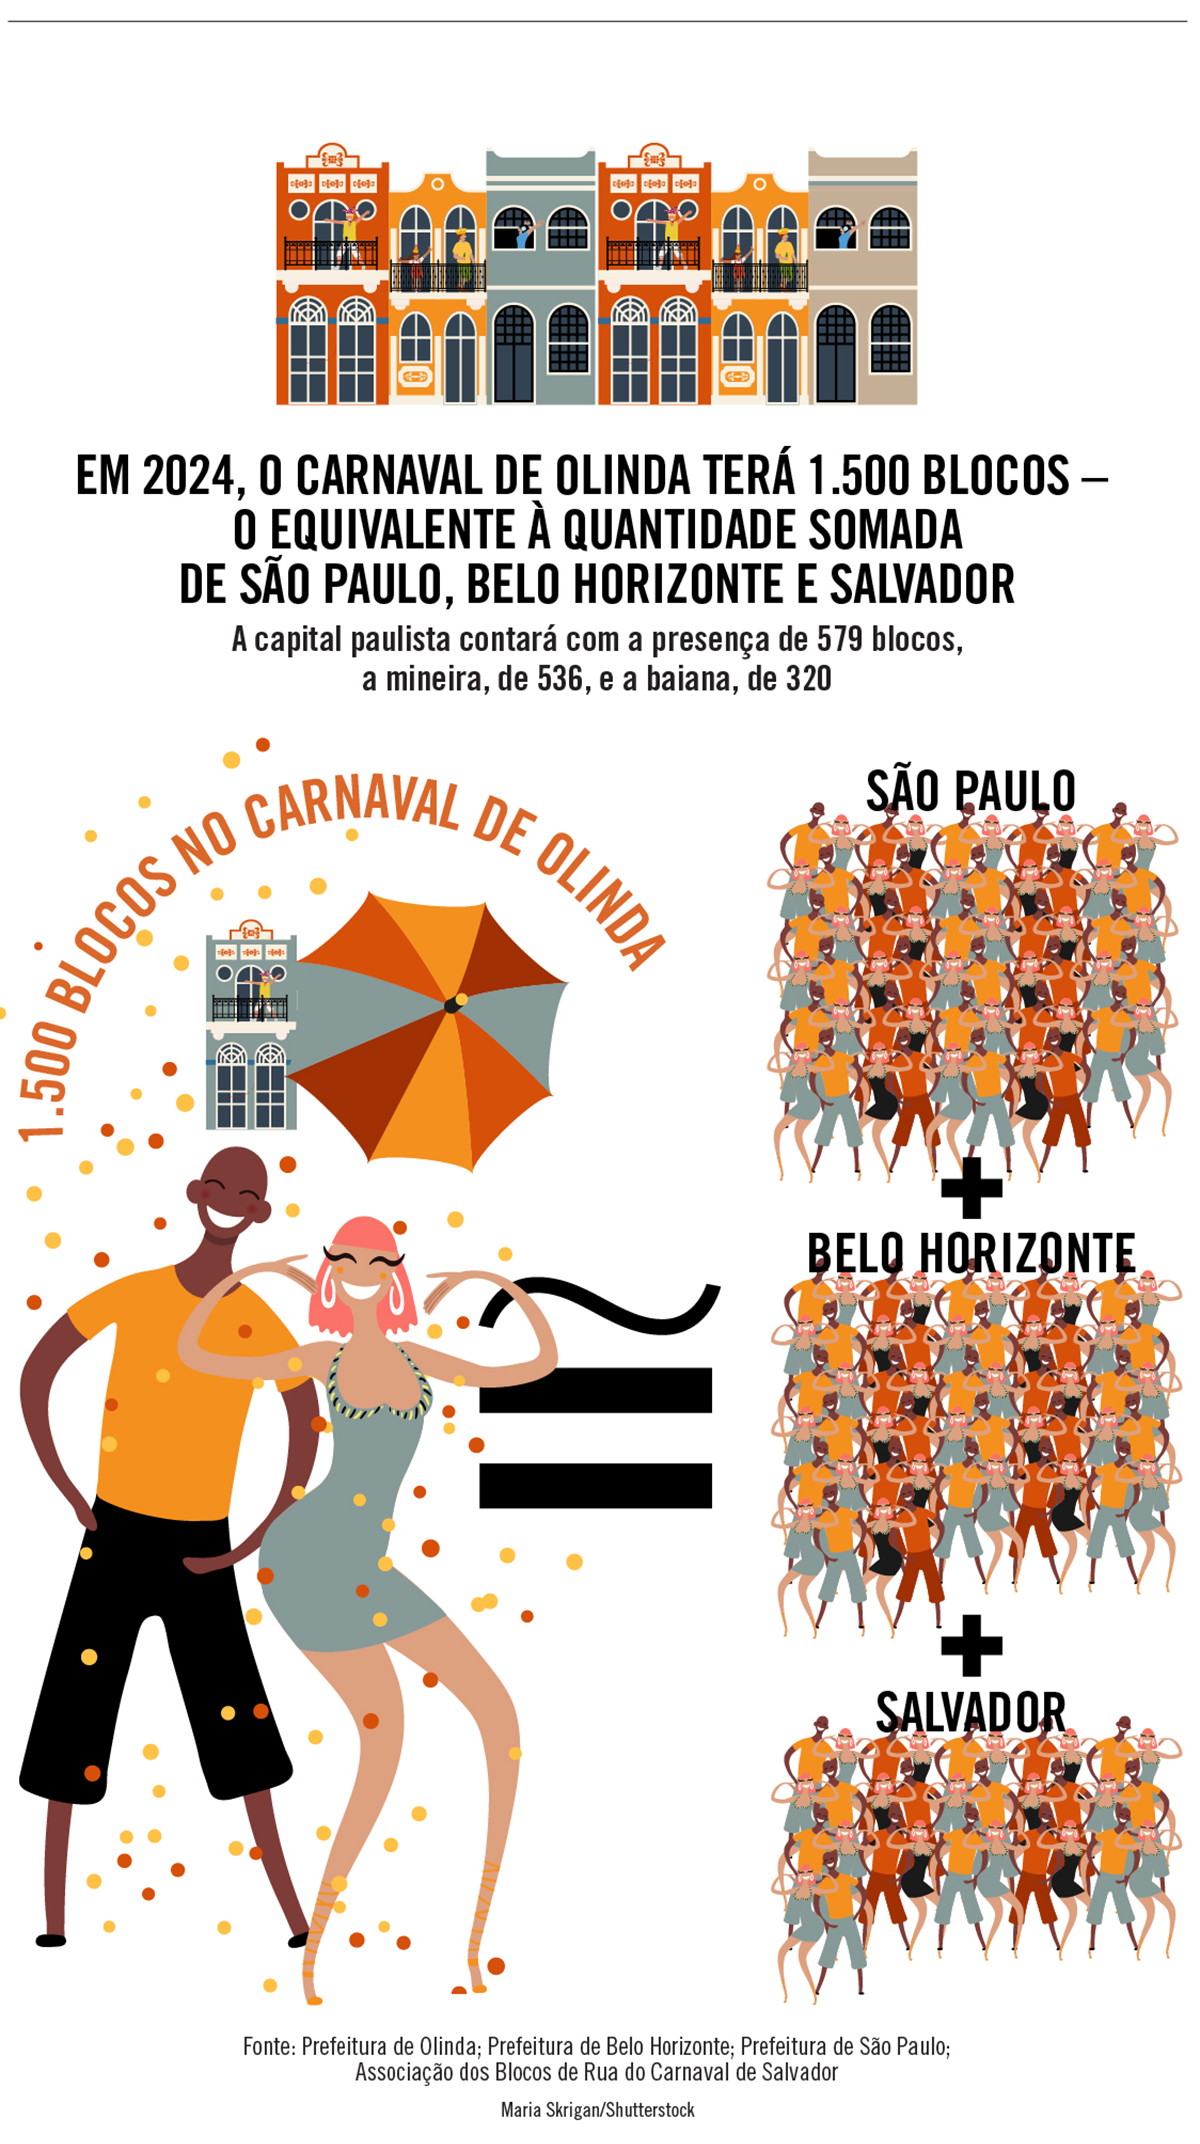 EM 2024, O CARNAVAL DE OLINDA TERÁ 1.500 BLOCOS –
O EQUIVALENTE À QUANTIDADE SOMADA
DE SÃO PAULO, BELO HORIZONTE E SALVADOR
A capital paulista contará com a presença de 579 blocos,
a mineira, de 536, e a baiana, de 320
1.500 BLOCOS NO CARNAVAL DE OLINDA
SÃO PAULO
+
BELO HORIZONTE
+
SALVADOR
Fonte: Prefeitura de Olinda; Prefeitura de Belo Horizonte; Prefeitura de São Paulo;
Associação dos Blocos de Rua do Carnaval de Salvador
Maria Skrigan/Shutterstock